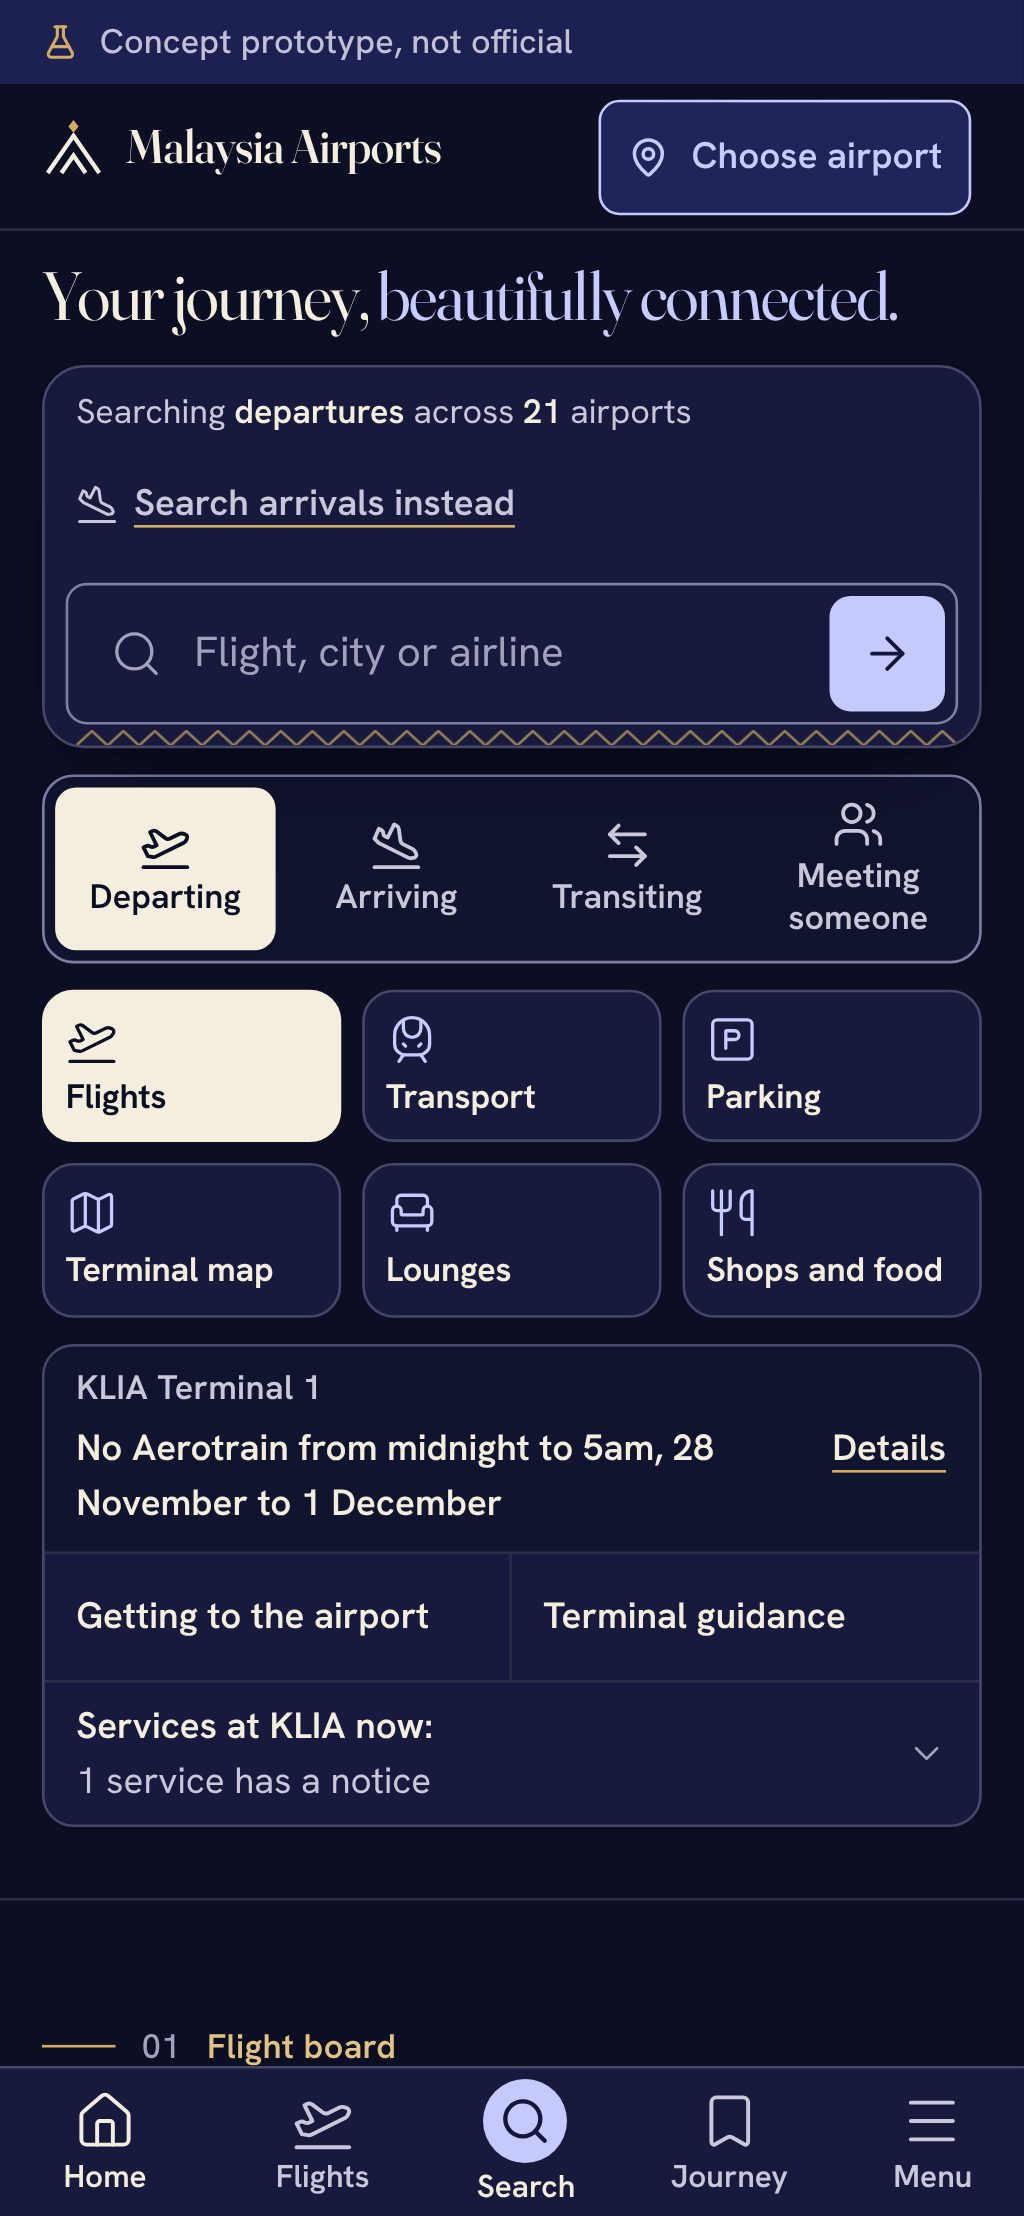 Concept prototype, not official
Malaysia Airports
Choose airport
Your journey, beautifully connected.
Searching departures across 21 airports
Search arrivals instead
Flight, city or airline
Departing
Arriving
Transiting
Meeting
someone
Flights
Transport
P
Parking
Terminal map
Lounges
Shops and food
KLIA Terminal 1
No Aerotrain from midnight to 5am, 28
November to 1 December
Details
Getting to the airport
Terminal guidance
Services at KLIA now:
1 service has a notice
01 Flight board
Home
Flights
Search
Journey
Menu